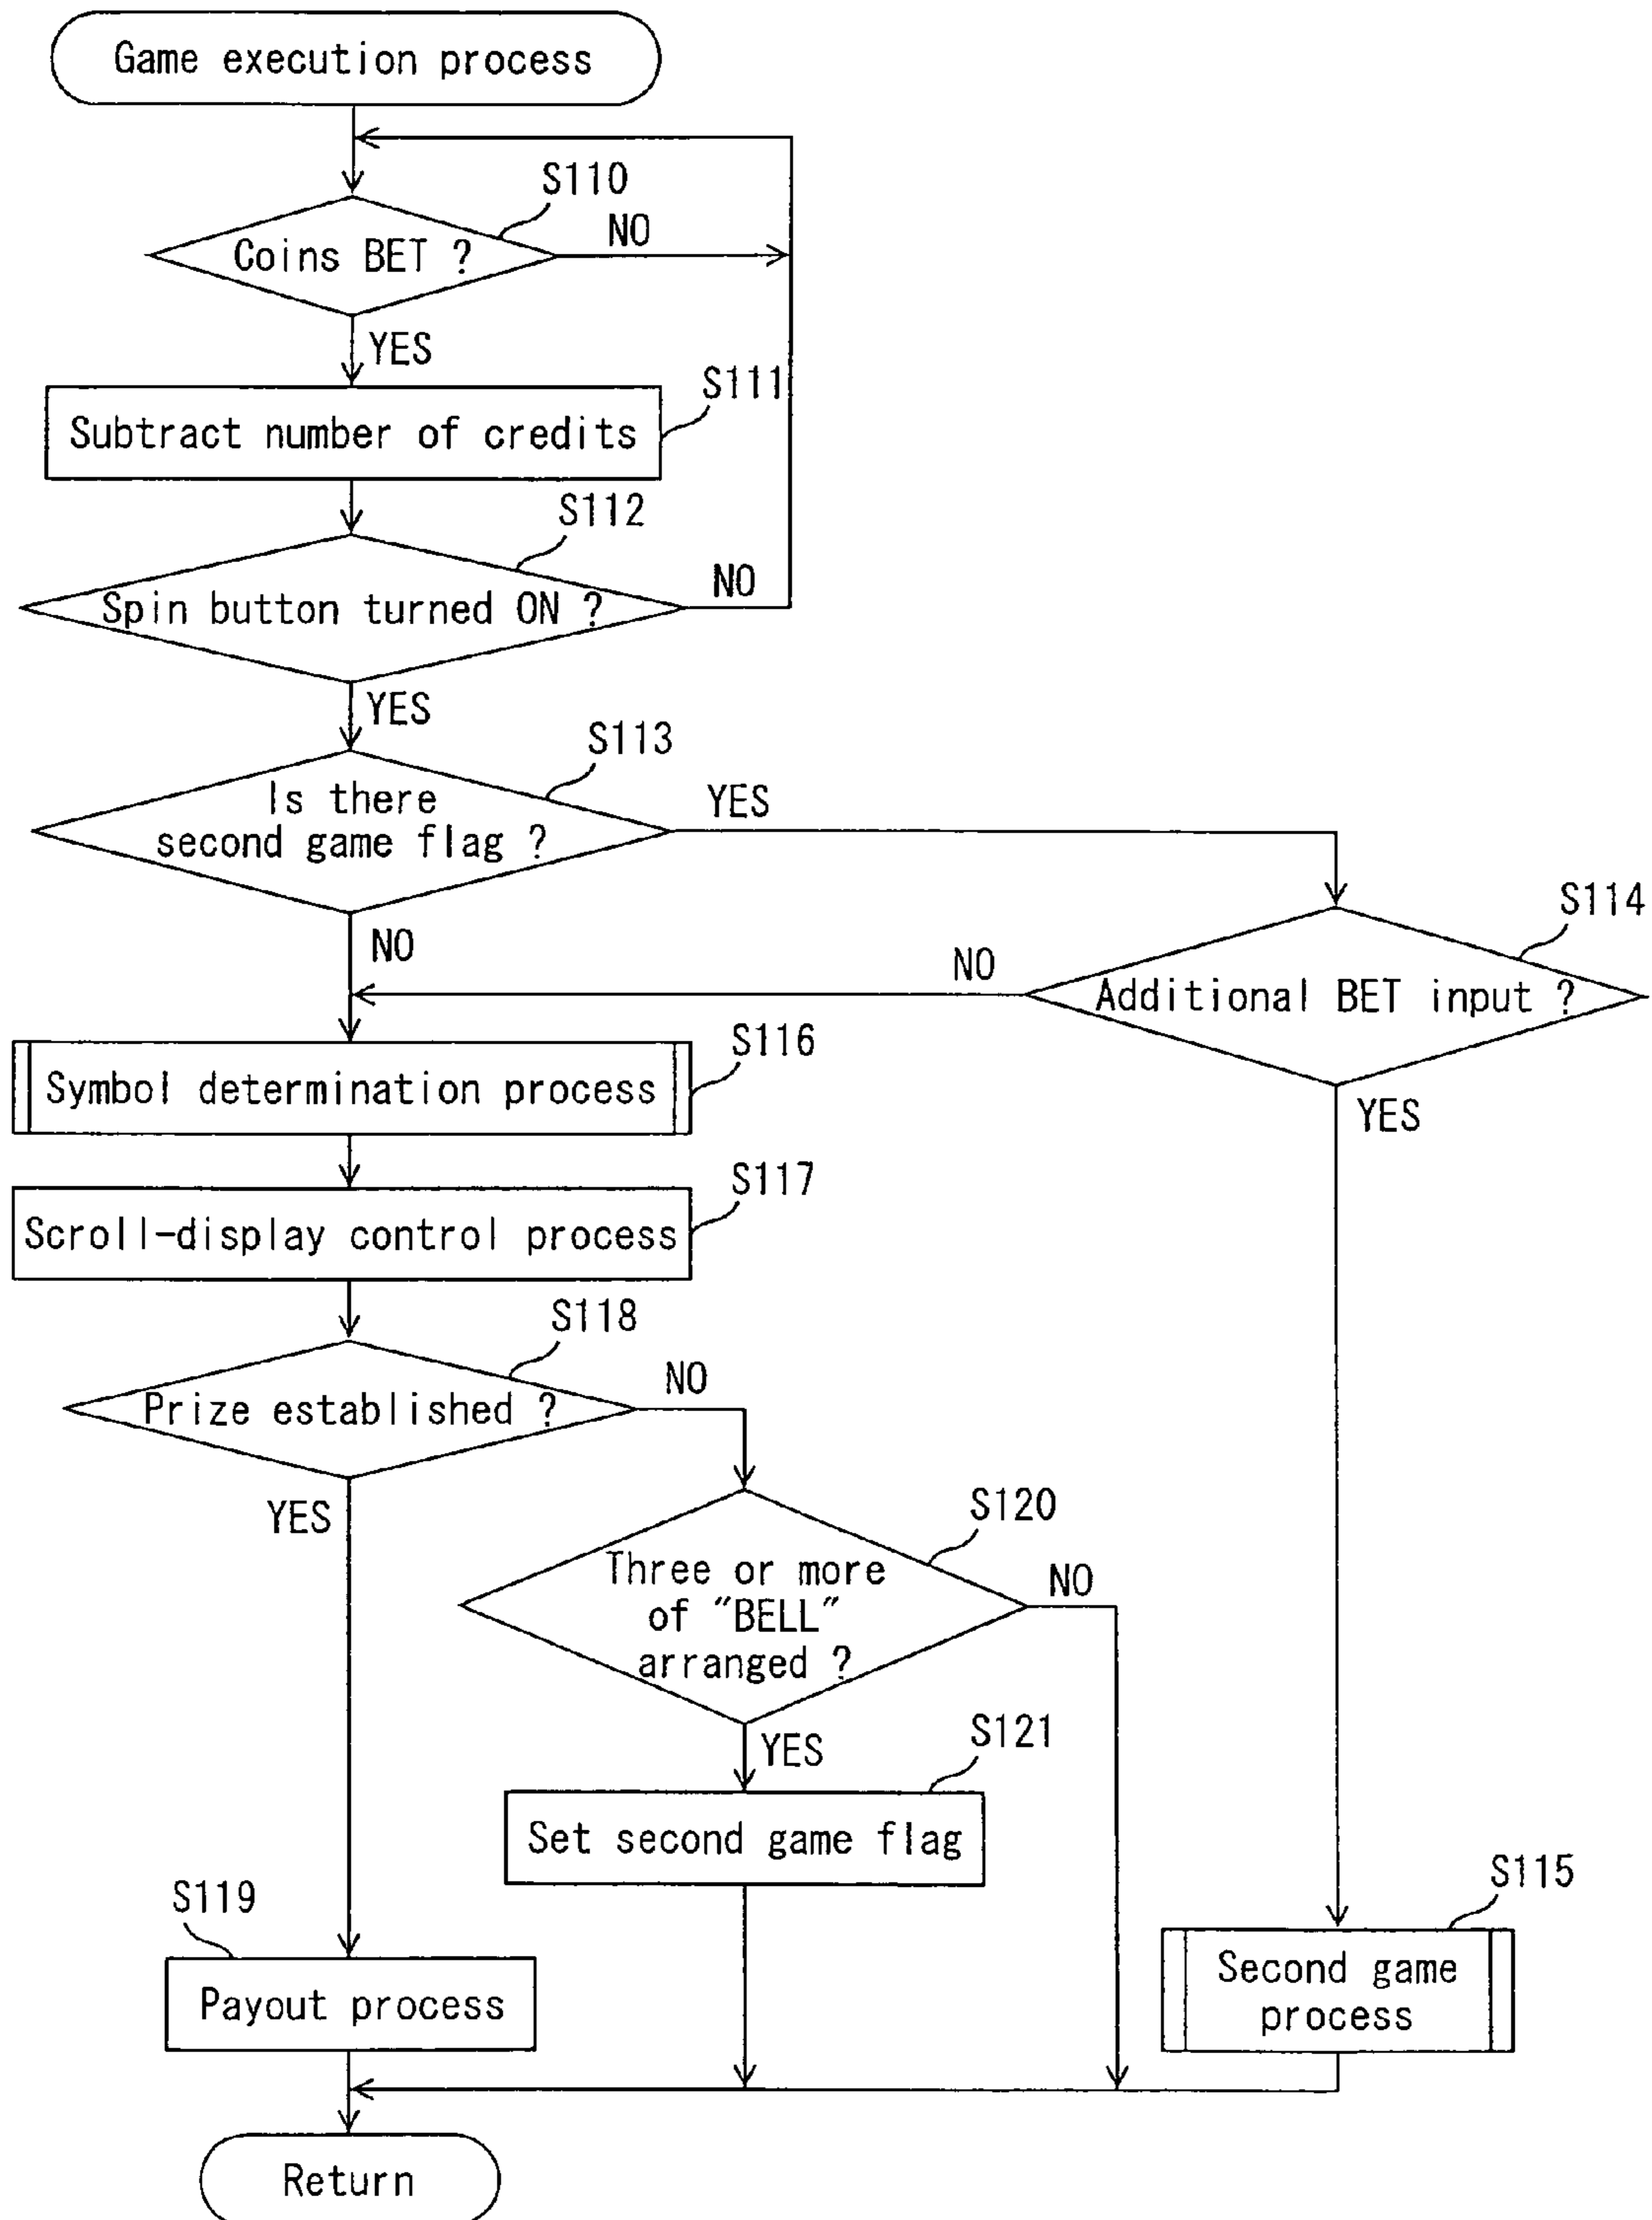 Game execution process
S110
Coins BET ?
NO
YES
S111
Subtract number of credits
S112
Spin button turned ON ?
NO
YES
S113
Is there
second game flag ?
YES
NO
S114
Additional BET input ?
NO
YES
S116
Symbol determination process
S117
Scroll-display control process
S118
Prize established ?
NO
YES
S120
Three or more
of "BELL"
arranged ?
NO
YES
S121
Set second game flag
S119
Payout process
S115
Second game
process
Return